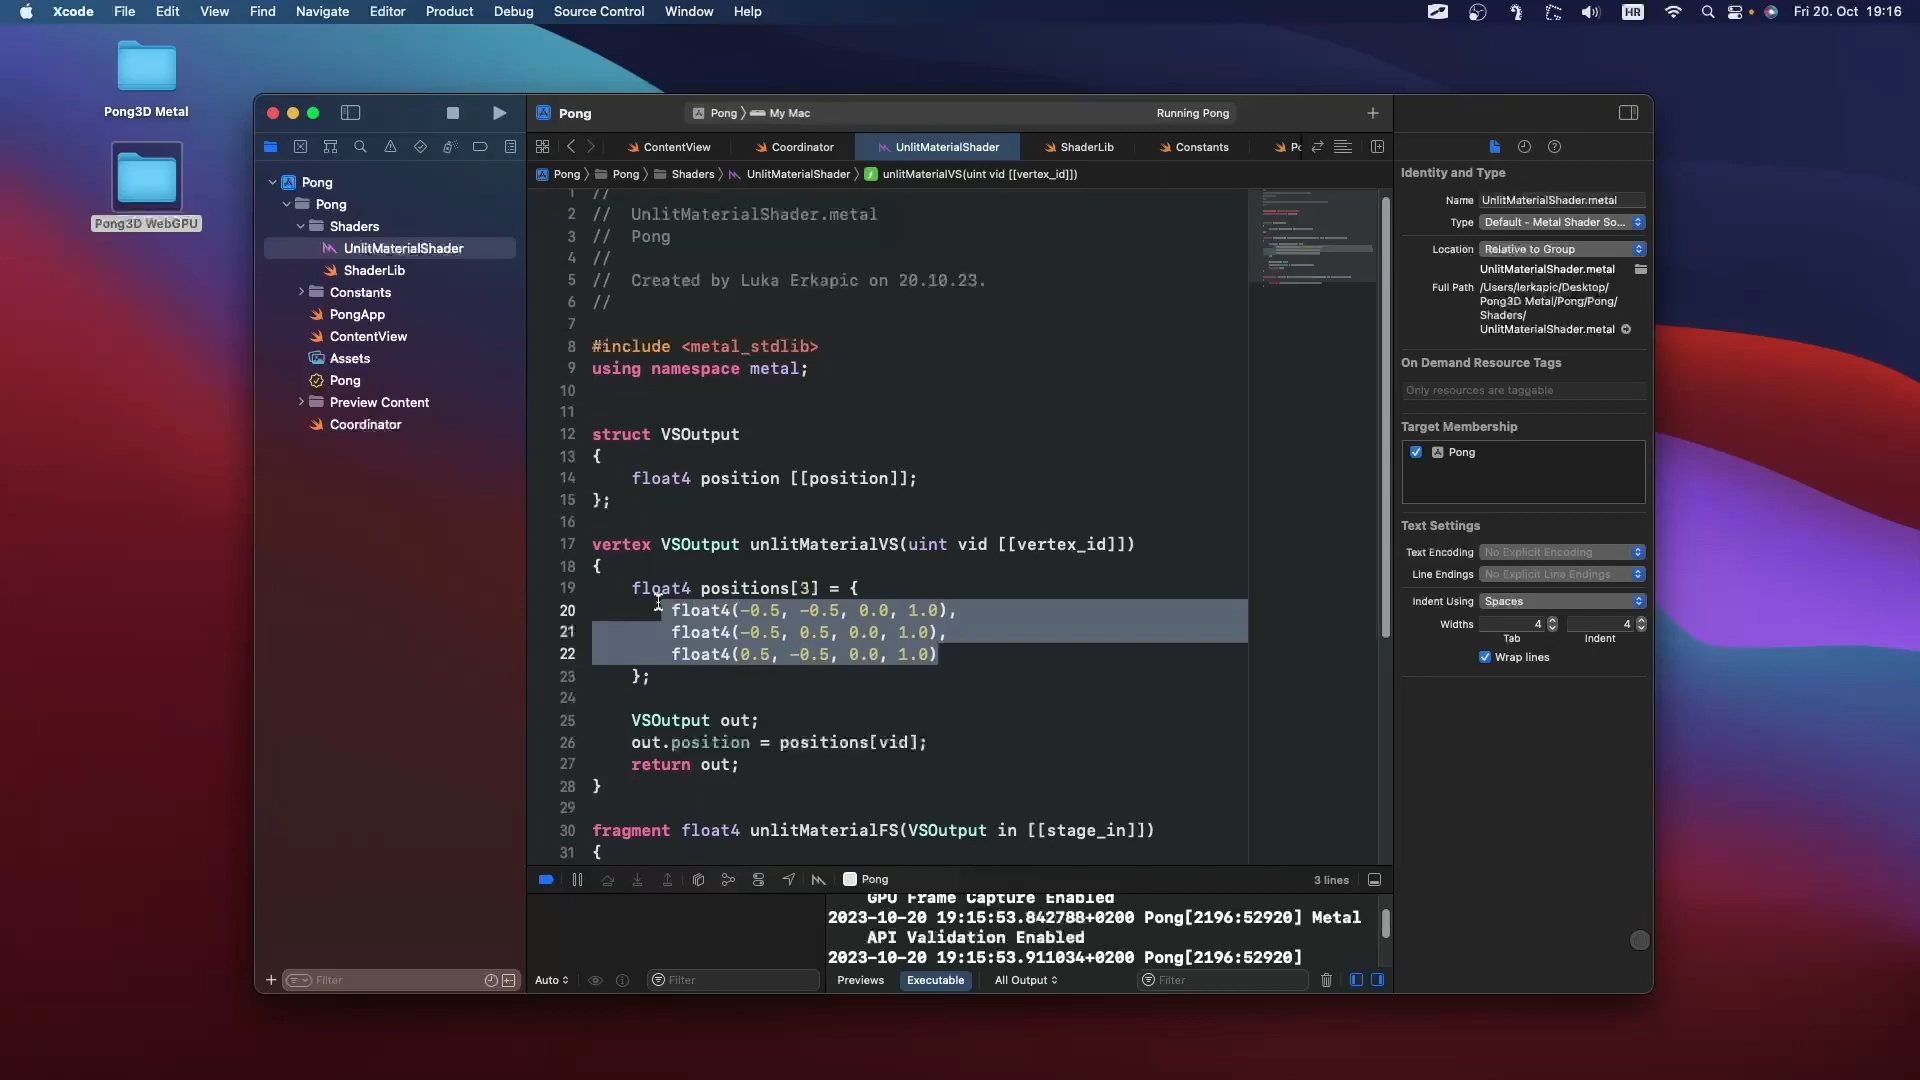 Xcode File Edit View Find Navigate Editor Product Debug Source Control Window Help
HR Fri 20. Oct 19:16
Pong3D Metal
Pong3D WebGPU
Pong
Pong
Shaders
UnlitMaterialShader
ShaderLib
Constants
PongApp
ContentView
Assets
Pong
Preview Content
Coordinator
Filter
Pong
Pong My Mac
Running Pong
ContentView Coordinator UnlitMaterialShader ShaderLib Constants
Pong Pong Shaders UnlitMaterialShader unlitMaterialVS(uint vid [[vertex_id]])
1 //
2 // UnlitMaterialShader.metal
3 // Pong
4 //
5 // Created by Luka Erkapic on 20.10.23.
6 //
7
8 #include <metal_stdlib>
9 using namespace metal;
10
11
12 struct VSOutput
13 {
14 float4 position [[position]];
15 };
16
17 vertex VSOutput unlitMaterialVS(uint vid [[vertex_id]])
18 {
19 float4 positions[3] = {
20 float4(-0.5, -0.5, 0.0, 1.0),
21 float4(-0.5, 0.5, 0.0, 1.0),
22 float4(0.5, -0.5, 0.0, 1.0)
23 };
24
25 VSOutput out;
26 out.position = positions[vid];
27 return out;
28 }
29
30 fragment float4 unlitMaterialFS(VSOutput in [[stage_in]])
31 {
Pong
3 lines
GPU Frame Capture Enabled
2023-10-20 19:15:53.842788+0200 Pong[2196:52920] Metal
API Validation Enabled
2023-10-20 19:15:53.911034+0200 Pong[2196:52920]
Auto Filter
Previews Executable All Output Filter
Identity and Type
Name UnlitMaterialShader.metal
Type Default - Metal Shader So...
Location Relative to Group
UnlitMaterialShader.metal
Full Path /Users/lerkapic/Desktop/
Pong3D Metal/Pong/Pong/
Shaders/
UnlitMaterialShader.metal
On Demand Resource Tags
Only resources are taggable
Target Membership
Pong
Text Settings
Text Encoding No Explicit Encoding
Line Endings No Explicit Line Endings
Indent Using Spaces
Widths 4 4
Tab Indent
Wrap lines